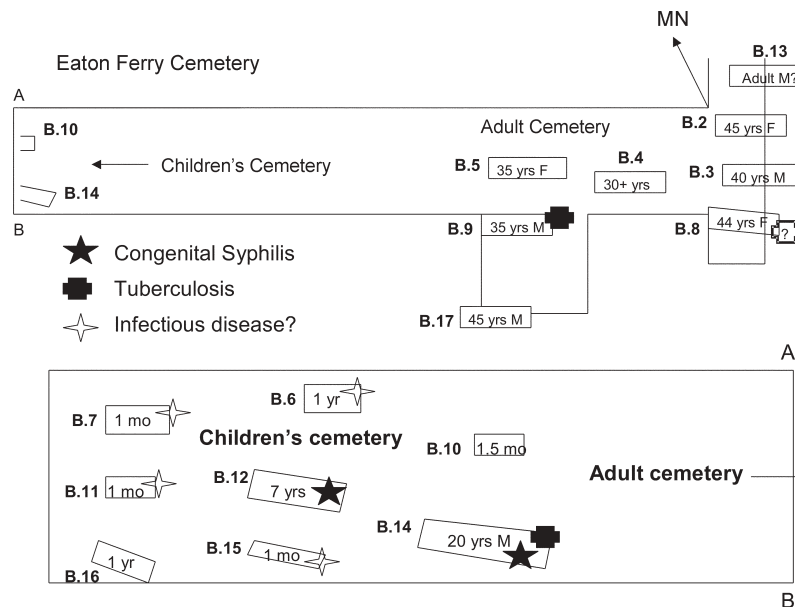 MN
Eaton Ferry Cemetery
B.13
Adult M?
A
B.10
Adult Cemetery
B.2
45 yrs F
Children's Cemetery
B.5
35 yrs F
B.4
30+ yrs
B.3
40 yrs M
B.14
B
B.9
35 yrs M
B.8
44 yrs F
?
Congenital Syphilis
Tuberculosis
Infectious disease?
B.17
45 yrs M
A
B.6
1 yr
B.7
1 mo
Children's cemetery
B.10
1.5 mo
Adult cemetery
B.11
1 mo
B.12
7 yrs
B.14
20 yrs M
B.15
1 mo
B.16
1 yr
B